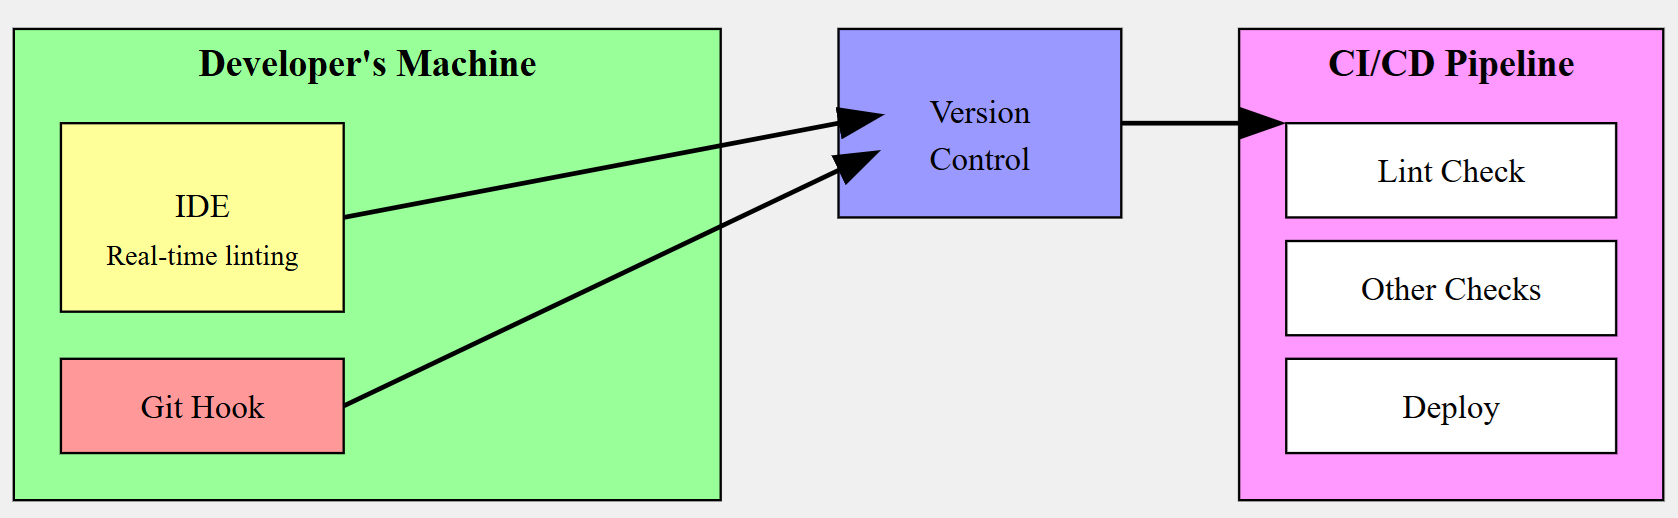 Developer's Machine
IDE
Real-time linting
Git Hook
Version
Control
CI/CD Pipeline
Lint Check
Other Checks
Deploy